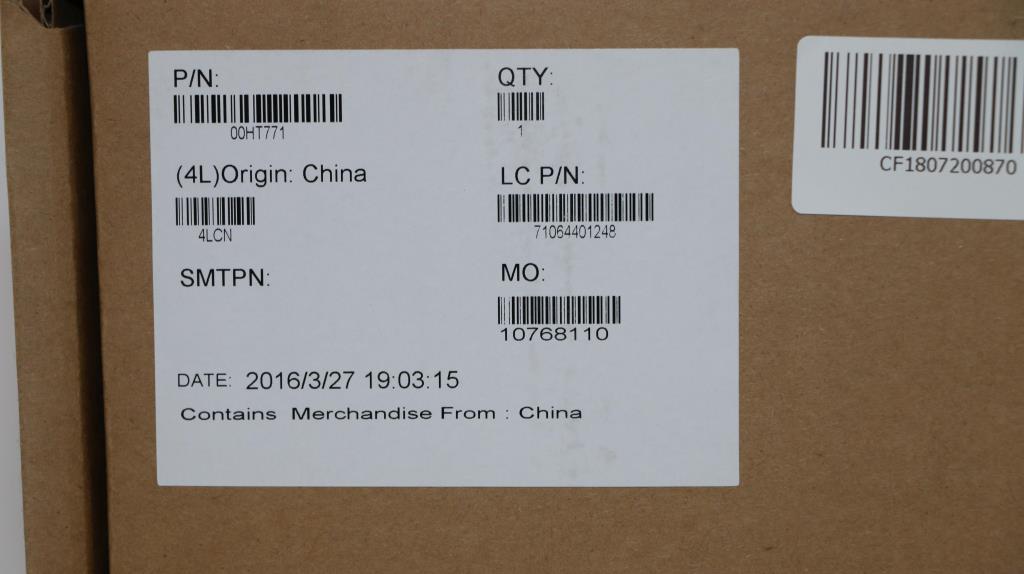 P/N:
00HT771
QTY:
1
CF1807200870
(4L)Origin: China
4LCN
LC P/N:
71064401248
SMTPN:
MO:
10768110
DATE: 2016/3/27 19:03:15
Contains Merchandise From : China